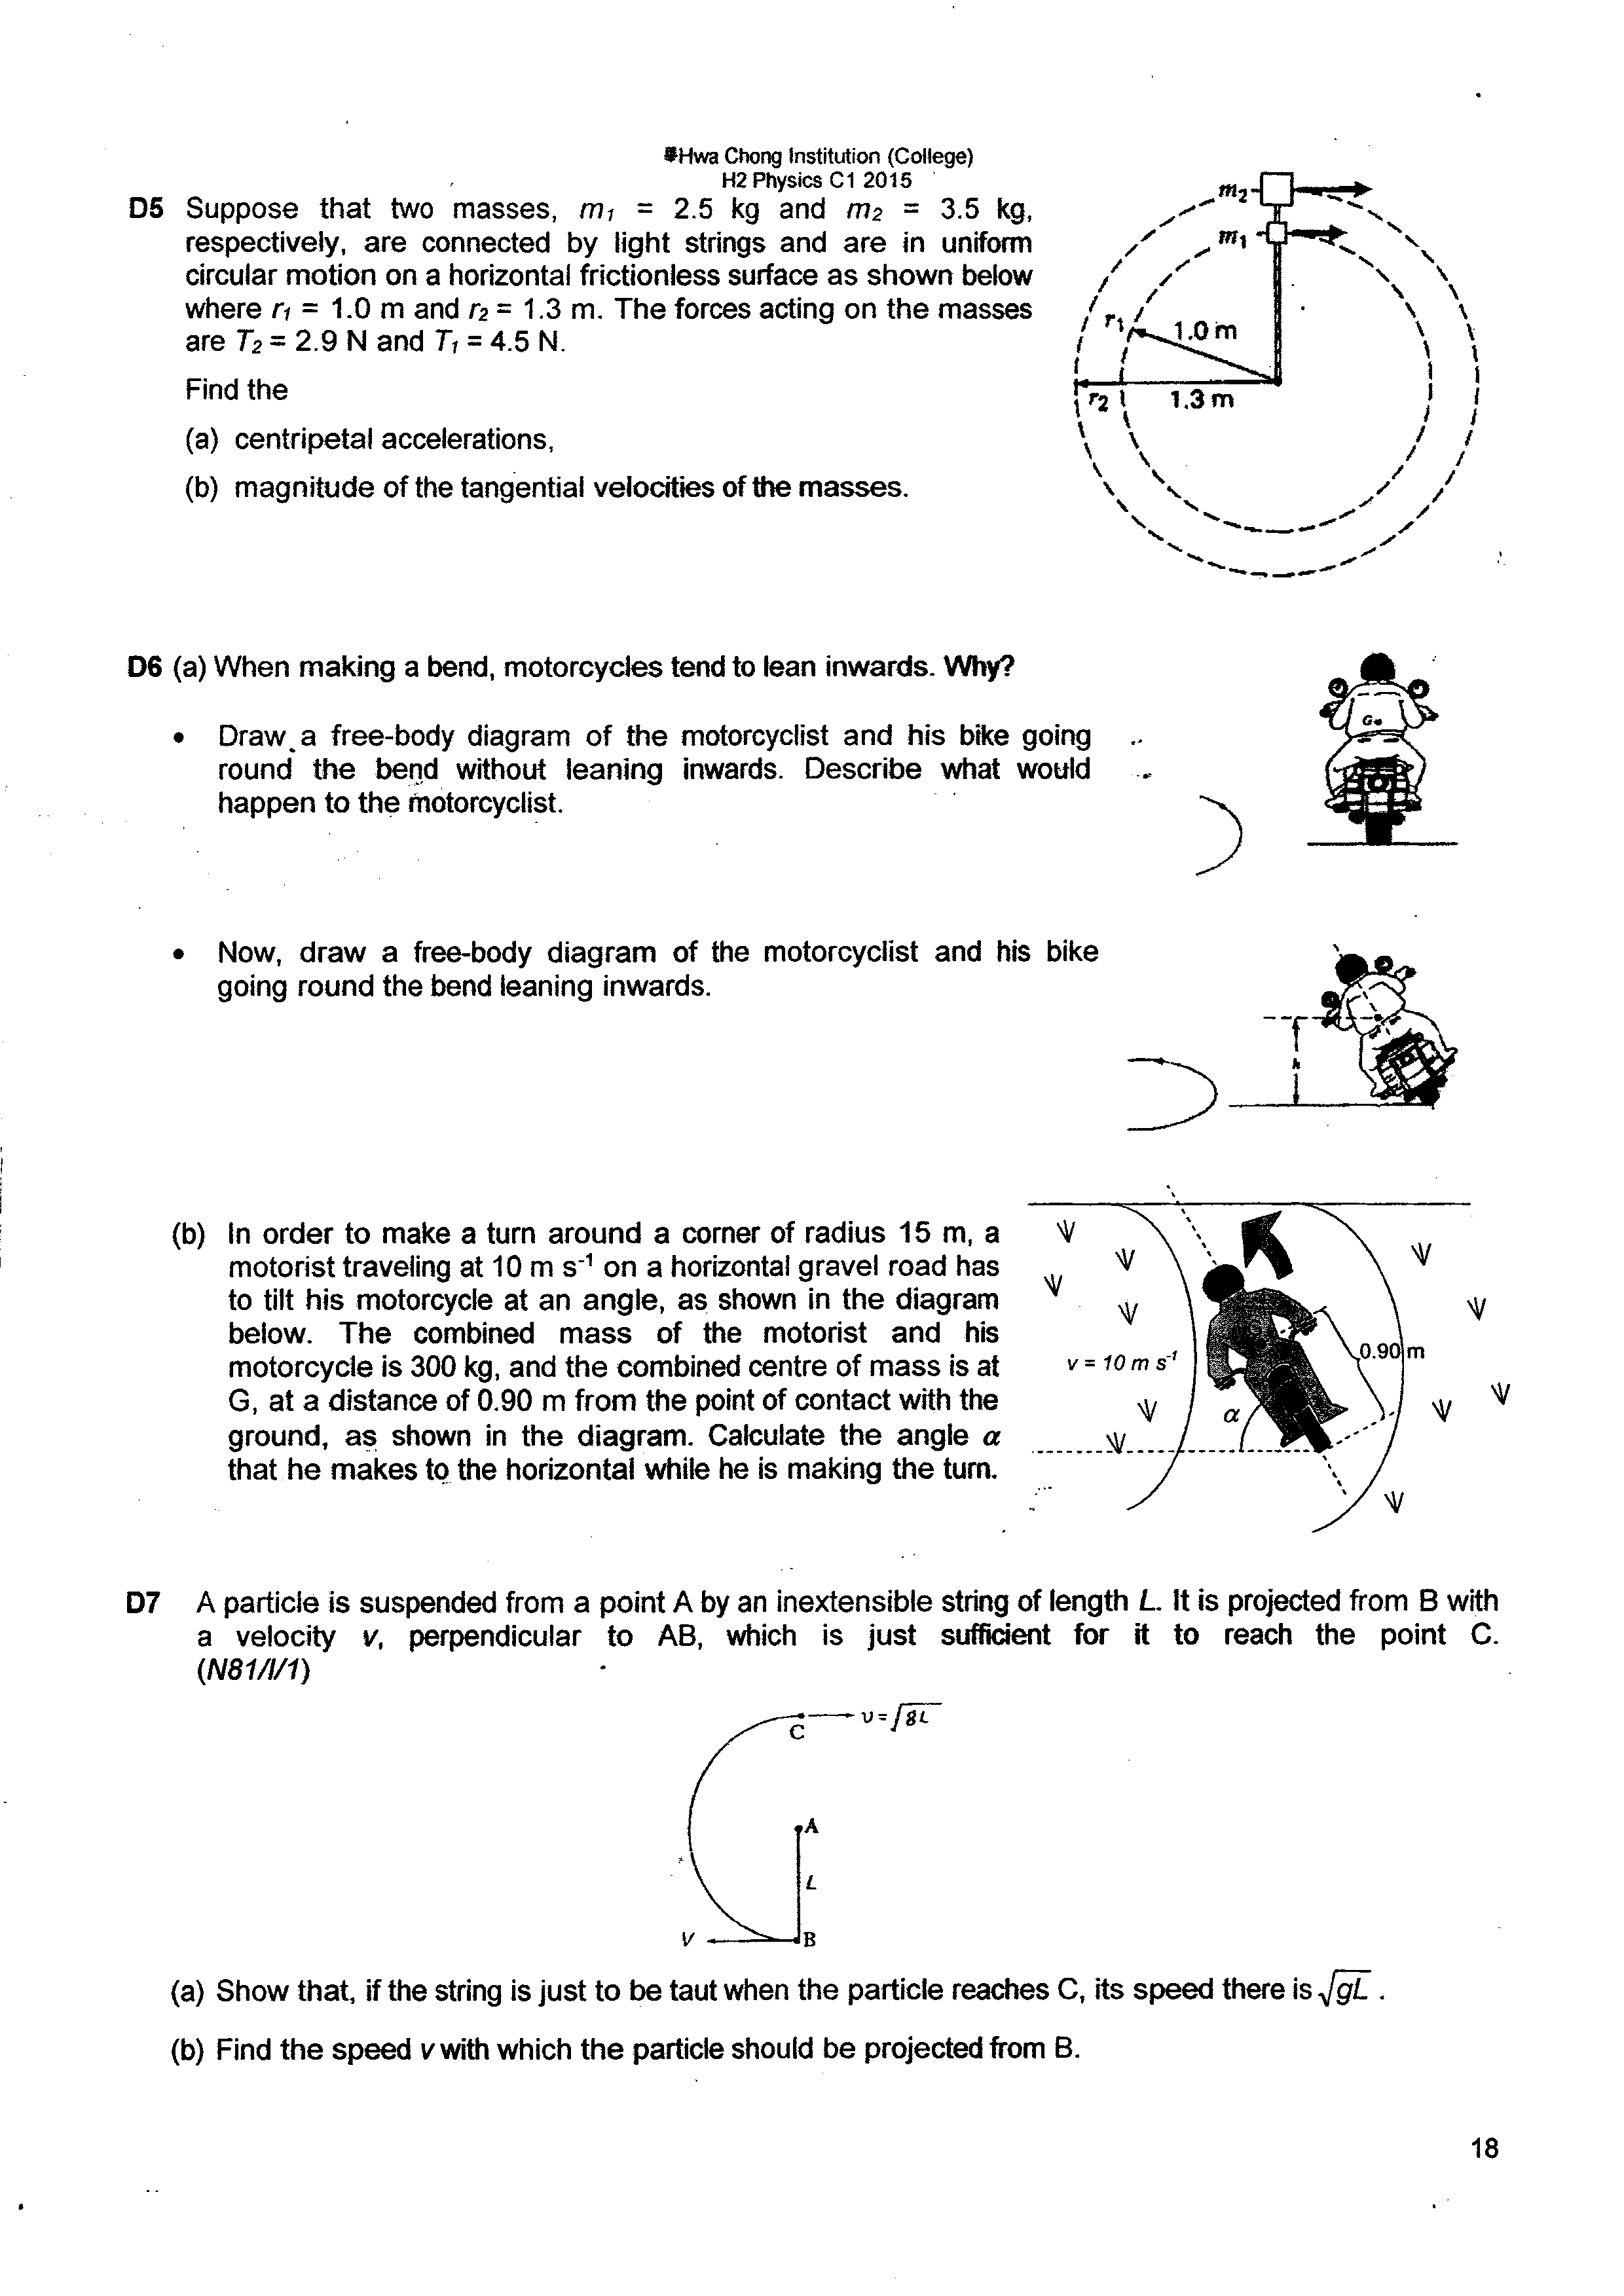 #Hwa Chong Institution (College)
H2 Physics C1 2015
D5 Suppose that two masses, m1 = 2.5 kg and m2 = 3.5 kg,
respectively, are connected by light strings and are in uniform
circular motion on a horizontal frictionless surface as shown below
where r1 = 1.0 m and r2 = 1.3 m. The forces acting on the masses
are T2 = 2.9 N and T1 = 4.5 N.
Find the
(a) centripetal accelerations,
(b) magnitude of the tangential velocities of the masses.
m2
m1
r1
1.0 m
r2
1.3 m
D6 (a) When making a bend, motorcycles tend to lean inwards. Why?
• Draw a free-body diagram of the motorcyclist and his bike going
round the bend without leaning inwards. Describe what would
happen to the motorcyclist.
G
• Now, draw a free-body diagram of the motorcyclist and his bike
going round the bend leaning inwards.
h
(b) In order to make a turn around a corner of radius 15 m, a
motorist traveling at 10 m s-1 on a horizontal gravel road has
to tilt his motorcycle at an angle, as shown in the diagram
below. The combined mass of the motorist and his
motorcycle is 300 kg, and the combined centre of mass is at
G, at a distance of 0.90 m from the point of contact with the
ground, as shown in the diagram. Calculate the angle α
that he makes to the horizontal while he is making the turn.
v = 10 m s-1
G
0.90 m
α
D7 A particle is suspended from a point A by an inextensible string of length L. It is projected from B with
a velocity v, perpendicular to AB, which is just sufficient for it to reach the point C.
(N81/I/1)
C
υ = √gL
A
L
V
B
(a) Show that, if the string is just to be taut when the particle reaches C, its speed there is √gL .
(b) Find the speed v with which the particle should be projected from B.
18